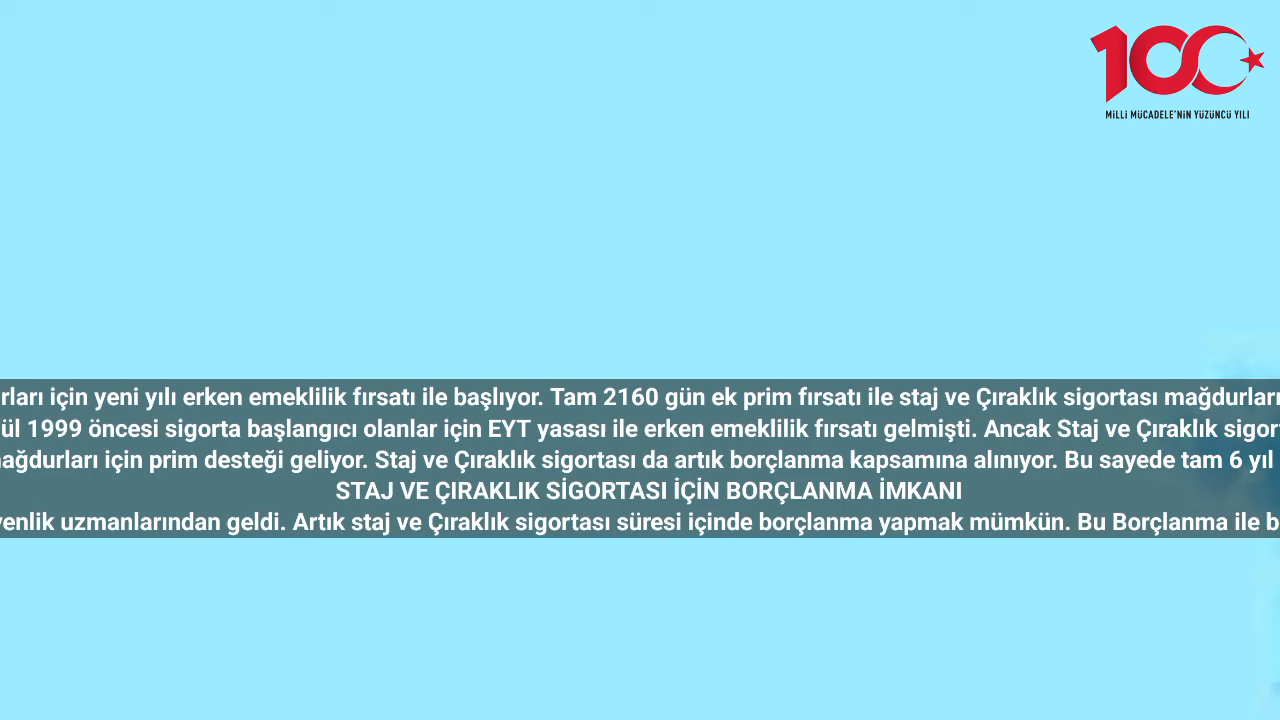 100
MİLLİ MÜCADELE'NİN YÜZÜNCÜ YILI
rları için yeni yılı erken emeklilik fırsatı ile başlıyor. Tam 2160 gün ek prim fırsatı ile staj ve Çıraklık sigortası mağdurları
ül 1999 öncesi sigorta başlangıcı olanlar için EYT yasası ile erken emeklilik fırsatı gelmişti. Ancak Staj ve Çıraklık sigort
mağdurları için prim desteği geliyor. Staj ve Çıraklık sigortası da artık borçlanma kapsamına alınıyor. Bu sayede tam 6 yıl
STAJ VE ÇIRAKLIK SİGORTASI İÇİN BORÇLANMA İMKANI
venlik uzmanlarından geldi. Artık staj ve Çıraklık sigortası süresi içinde borçlanma yapmak mümkün. Bu Borçlanma ile b